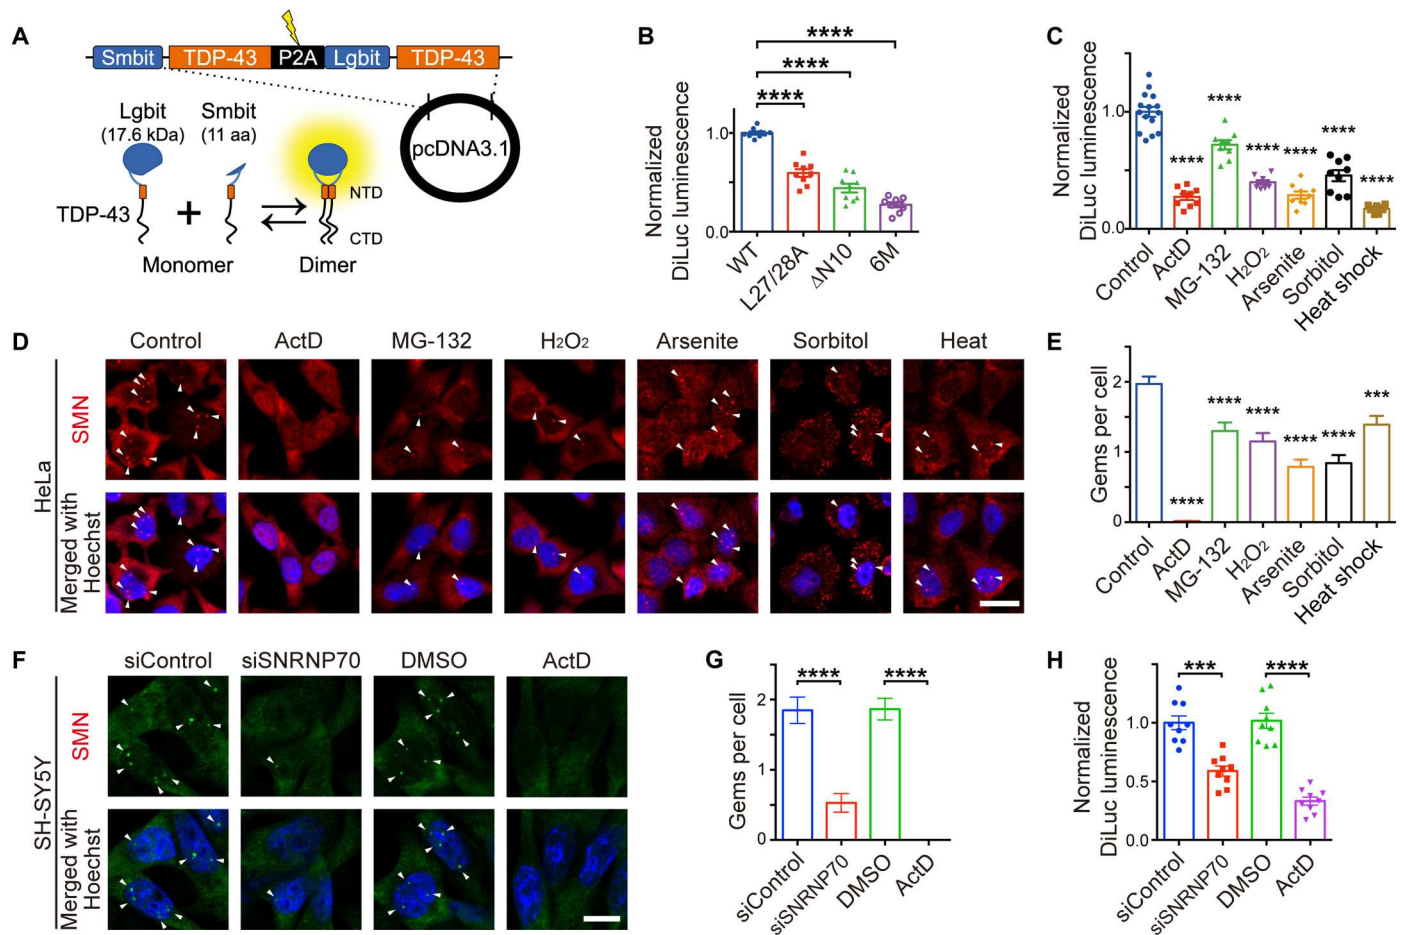 A
Smbit TDP-43 P2A Lgbit TDP-43
Lgbit
(17.6 kDa)
Smbit
(11 aa)
pcDNA3.1
NTD
TDP-43
+
CTD
Monomer
Dimer
B
****
****
****
Normalized
DiLuc luminescence
1.0
0.0
WT
L27/28A
ΔN10
6M
C
Normalized
DiLuc luminescence
1.0
0.0
****
****
****
****
****
****
Control
ActD
MG-132
H2O2
Arsenite
Sorbitol
Heat shock
D
Control ActD MG-132 H2O2 Arsenite Sorbitol Heat
HeLa
SMN
Merged with
Hoechst
E
Gems per cell
2
1
0
****
****
****
****
****
***
Control
ActD
MG-132
H2O2
Arsenite
Sorbitol
Heat shock
F
siControl siSNRNP70 DMSO ActD
SH-SY5Y
SMN
Merged with
Hoechst
G
Gems per cell
2
1
0
**** ****
siControl
siSNRNP70
DMSO
ActD
H
Normalized
DiLuc luminescence
1.0
0.5
0.0
*** ****
siControl
siSNRNP70
DMSO
ActD